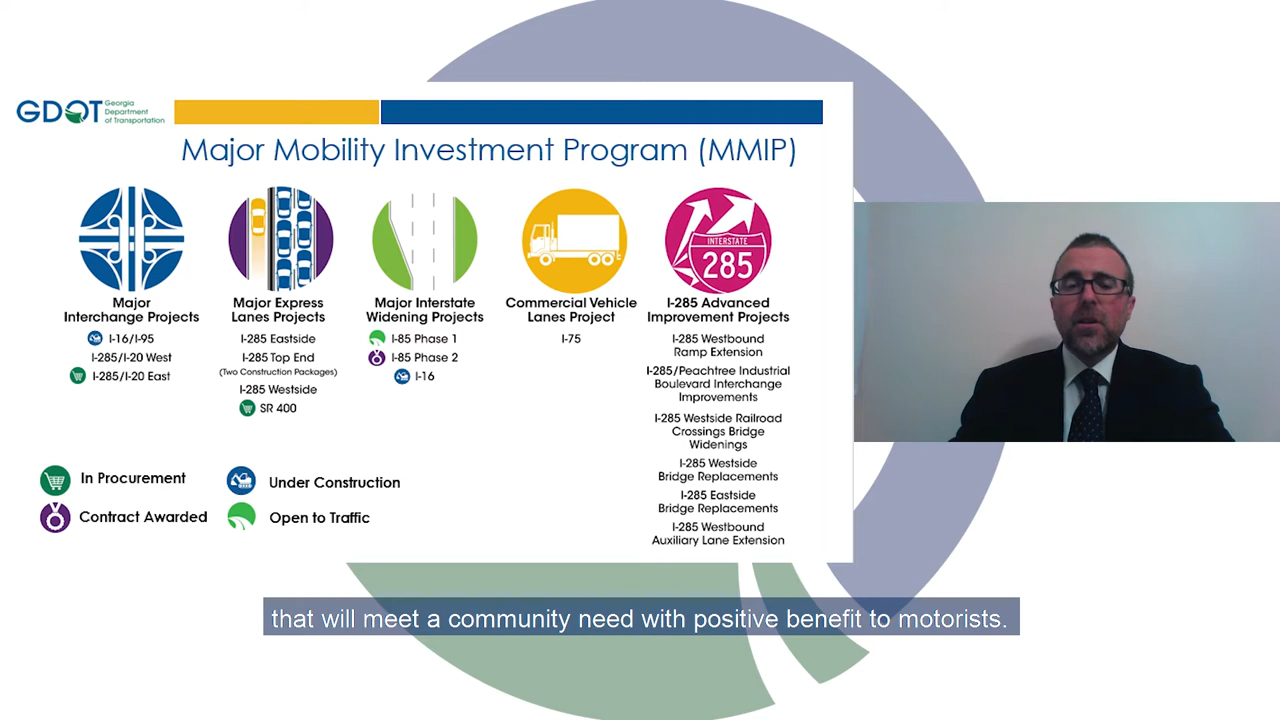 GDOT
Georgia
Department
of Transportation
Major Mobility Investment Program (MMIP)
Major
Interchange Projects
I-16/I-95
I-285/I-20 West
I-285/I-20 East
Major Express
Lanes Projects
I-285 Eastside
I-285 Top End
(Two Construction Packages)
I-285 Westside
SR 400
Major Interstate
Widening Projects
I-85 Phase 1
I-85 Phase 2
I-16
Commercial Vehicle
Lanes Project
I-75
INTERSTATE
285
I-285 Advanced
Improvement Projects
I-285 Westbound
Ramp Extension
I-285/Peachtree Industrial
Boulevard Interchange
Improvements
I-285 Westside Railroad
Crossings Bridge
Widenings
I-285 Westside
Bridge Replacements
I-285 Eastside
Bridge Replacements
I-285 Westbound
Auxiliary Lane Extension
In Procurement
Under Construction
Contract Awarded
Open to Traffic
that will meet a community need with positive benefit to motorists.